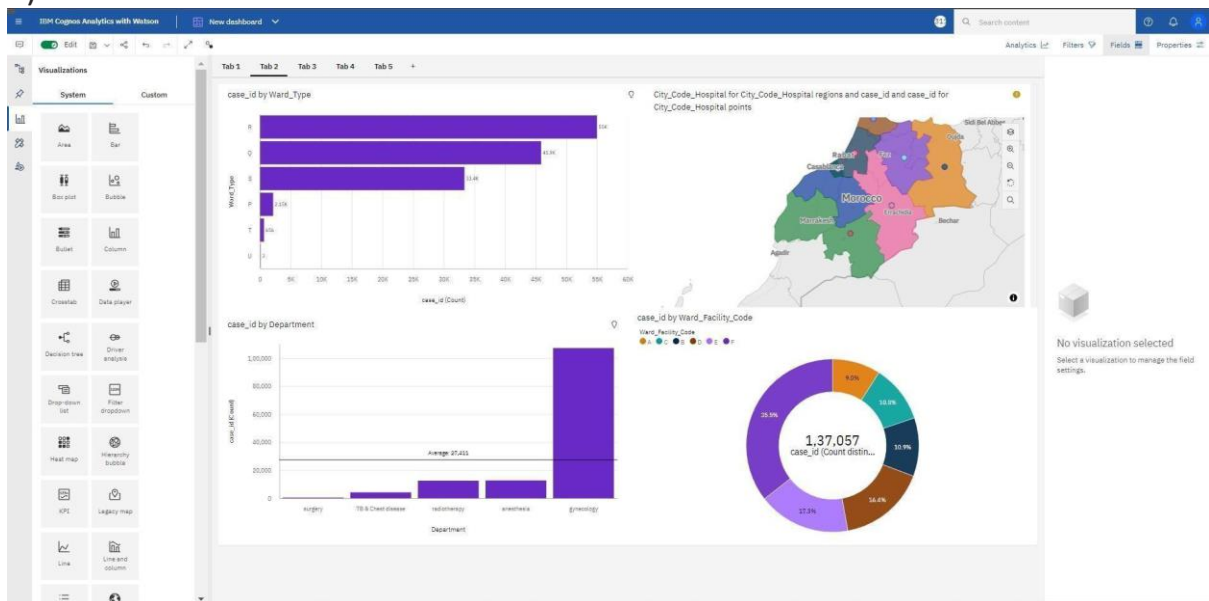 IBM Cognos Analytics with Watson
New dashboard
Search content
Edit
Analytics
Filters
Fields
Properties
Visualizations
System
Custom
Area
Bar
Box plot
Bubble
Bullet
Column
Crosstab
Data player
Decision tree
Driver
analysis
Drop-down
list
Filter
dropdown
Heat map
Hierarchy
bubble
KPI
Legacy map
Line
Line and
column
Tab 1
Tab 2
Tab 3
Tab 4
Tab 5
+
case_id by Ward_Type
Ward_Type
R
Q
S
P
T
U
55K
33.4K
0
5K
10K
15K
20K
25K
30K
35K
40K
45K
50K
55K
60K
case_id (Count)
City_Code_Hospital for City_Code_Hospital regions and case_id and case_id for
City_Code_Hospital points
Sidi Bel Abbes
Oujda
Rabat
Fez
Casablanca
Morocco
Errachidia
Marrakesh
Bechar
Agadir
case_id by Department
case_id (Count)
1,00,000
80,000
60,000
40,000
20,000
0
Average: 27,411
surgery
TB & Chest disease
radiotherapy
anesthesia
gynecology
Department
case_id by Ward_Facility_Code
Ward_Facility_Code
A
C
B
D
E
F
10.9%
16.4%
17.3%
35.5%
1,37,057
case_id (Count distin...
No visualization selected
Select a visualization to manage the field
settings.